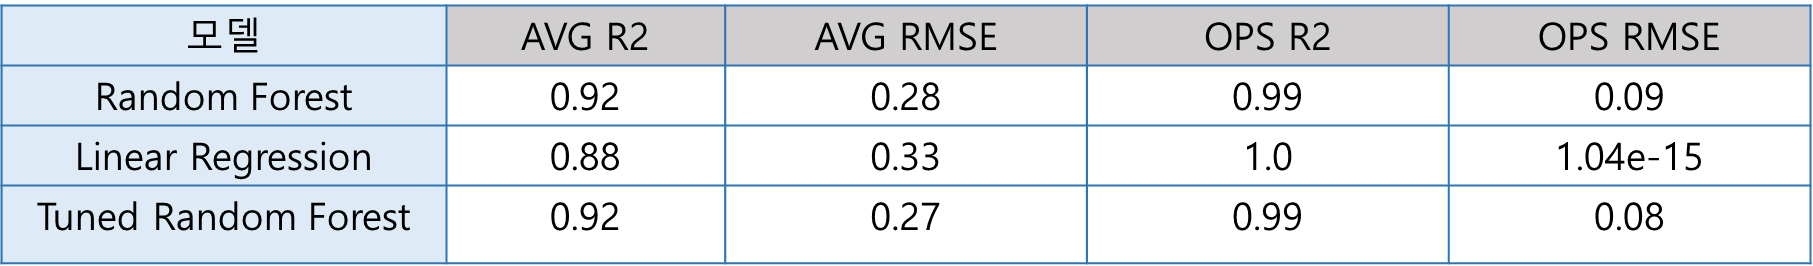 모델 AVG R2 AVG RMSE OPS R2 OPS RMSE
Random Forest 0.92 0.28 0.99 0.09
Linear Regression 0.88 0.33 1.0 1.04e-15
Tuned Random Forest 0.92 0.27 0.99 0.08